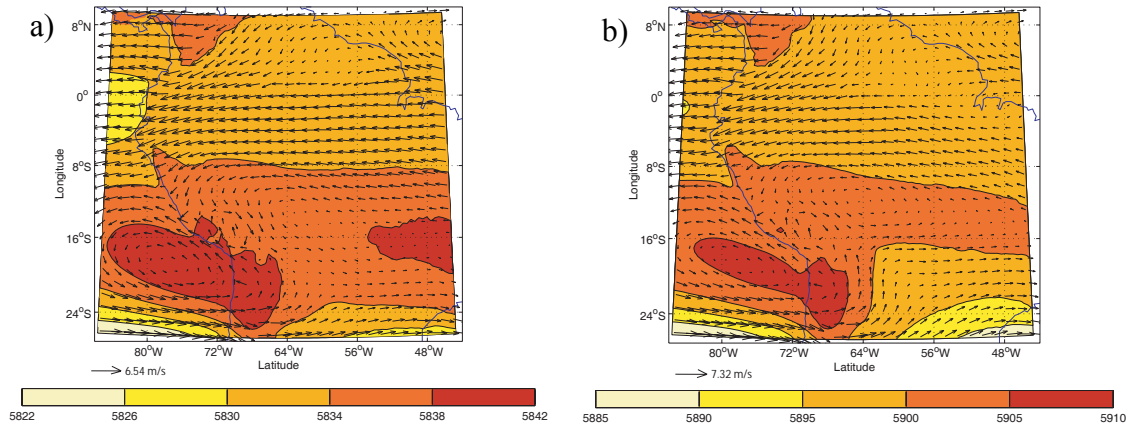 a)
8°N
0°
8°S
16°S
24°S
Longitude
80°W 72°W 64°W 56°W 48°W
Latitude
6.54 m/s
5822 5826 5830 5834 5838 5842
b)
8°N
0°
8°S
16°S
24°S
Longitude
80°W 72°W 64°W 56°W 48°W
Latitude
7.32 m/s
5885 5890 5895 5900 5905 5910